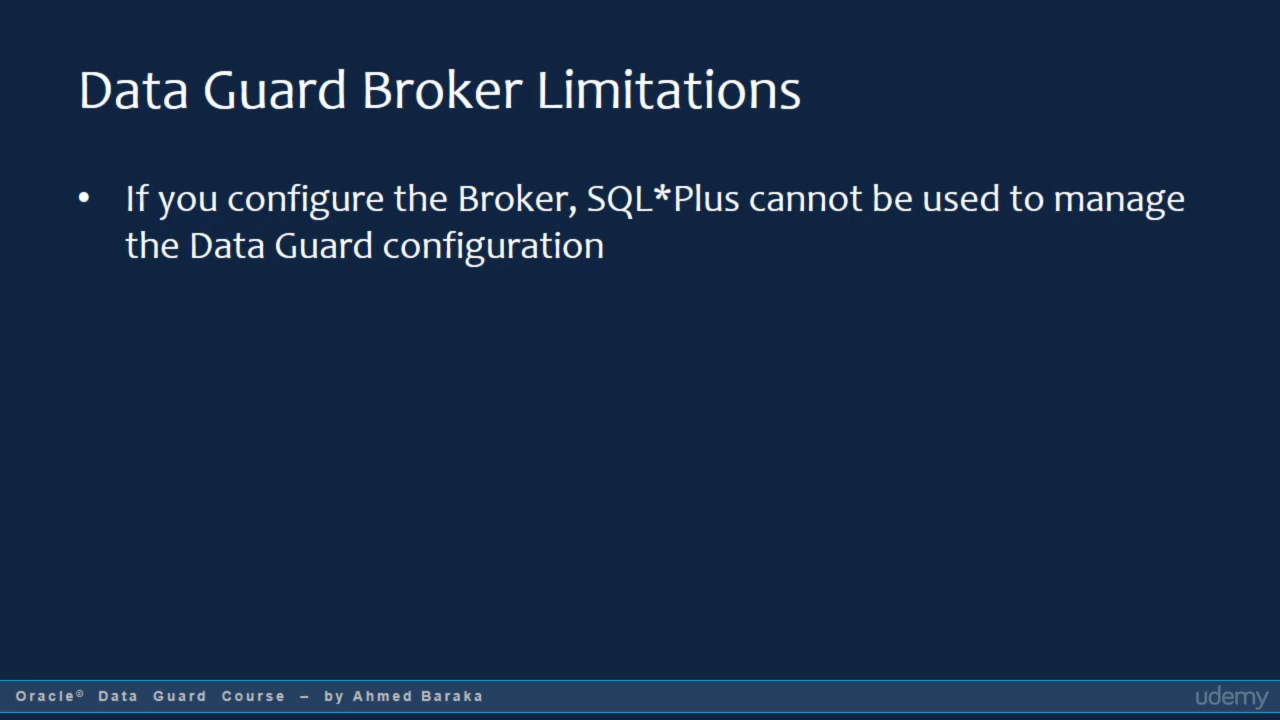 Data Guard Broker Limitations
• If you configure the Broker, SQL*Plus cannot be used to manage
the Data Guard configuration
Oracle© Data Guard Course – by Ahmed Baraka
udemy